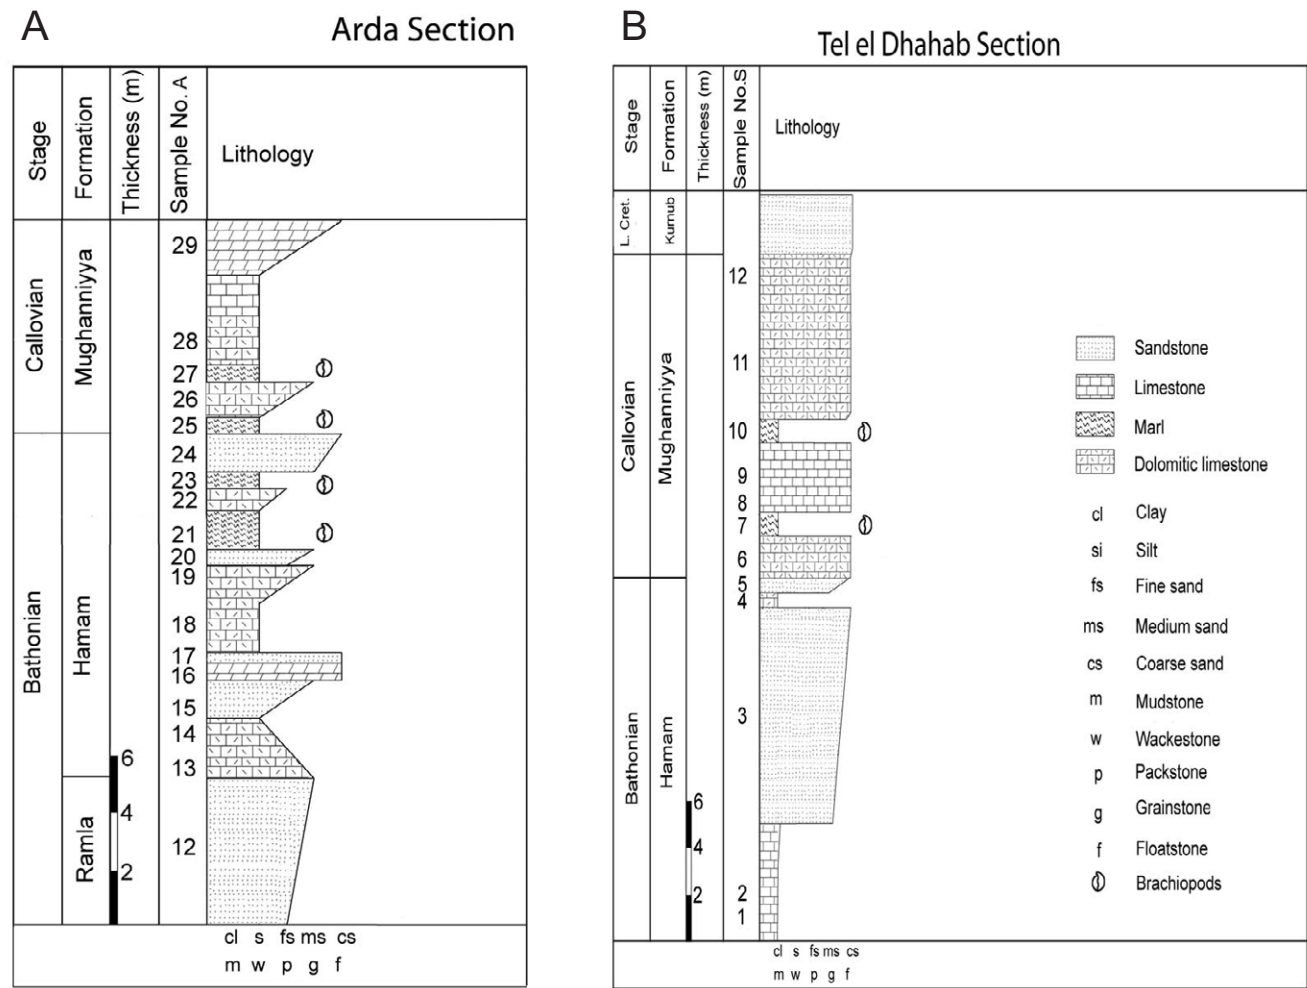 A
Arda Section
Stage
Formation
Thickness (m)
Sample No. A
Lithology
Callovian
Bathonian
Mughanniyya
Hamam
Ramla
6
4
2
29
28
27
26
25
24
23
22
21
20
19
18
17
16
15
14
13
12
cl s fs ms cs
m w p g f
B
Tel el Dhahab Section
Stage
Formation
Thickness (m)
Sample No.S
Lithology
L. Cret.
Callovian
Bathonian
Kurnub
Mughanniyya
Hamam
6
4
2
12
11
10
9
8
7
6
5
4
3
2
1
cl s fs ms cs
m w p g f
Sandstone
Limestone
Marl
Dolomitic limestone
cl Clay
si Silt
fs Fine sand
ms Medium sand
cs Coarse sand
m Mudstone
w Wackestone
p Packstone
g Grainstone
f Floatstone
Brachiopods